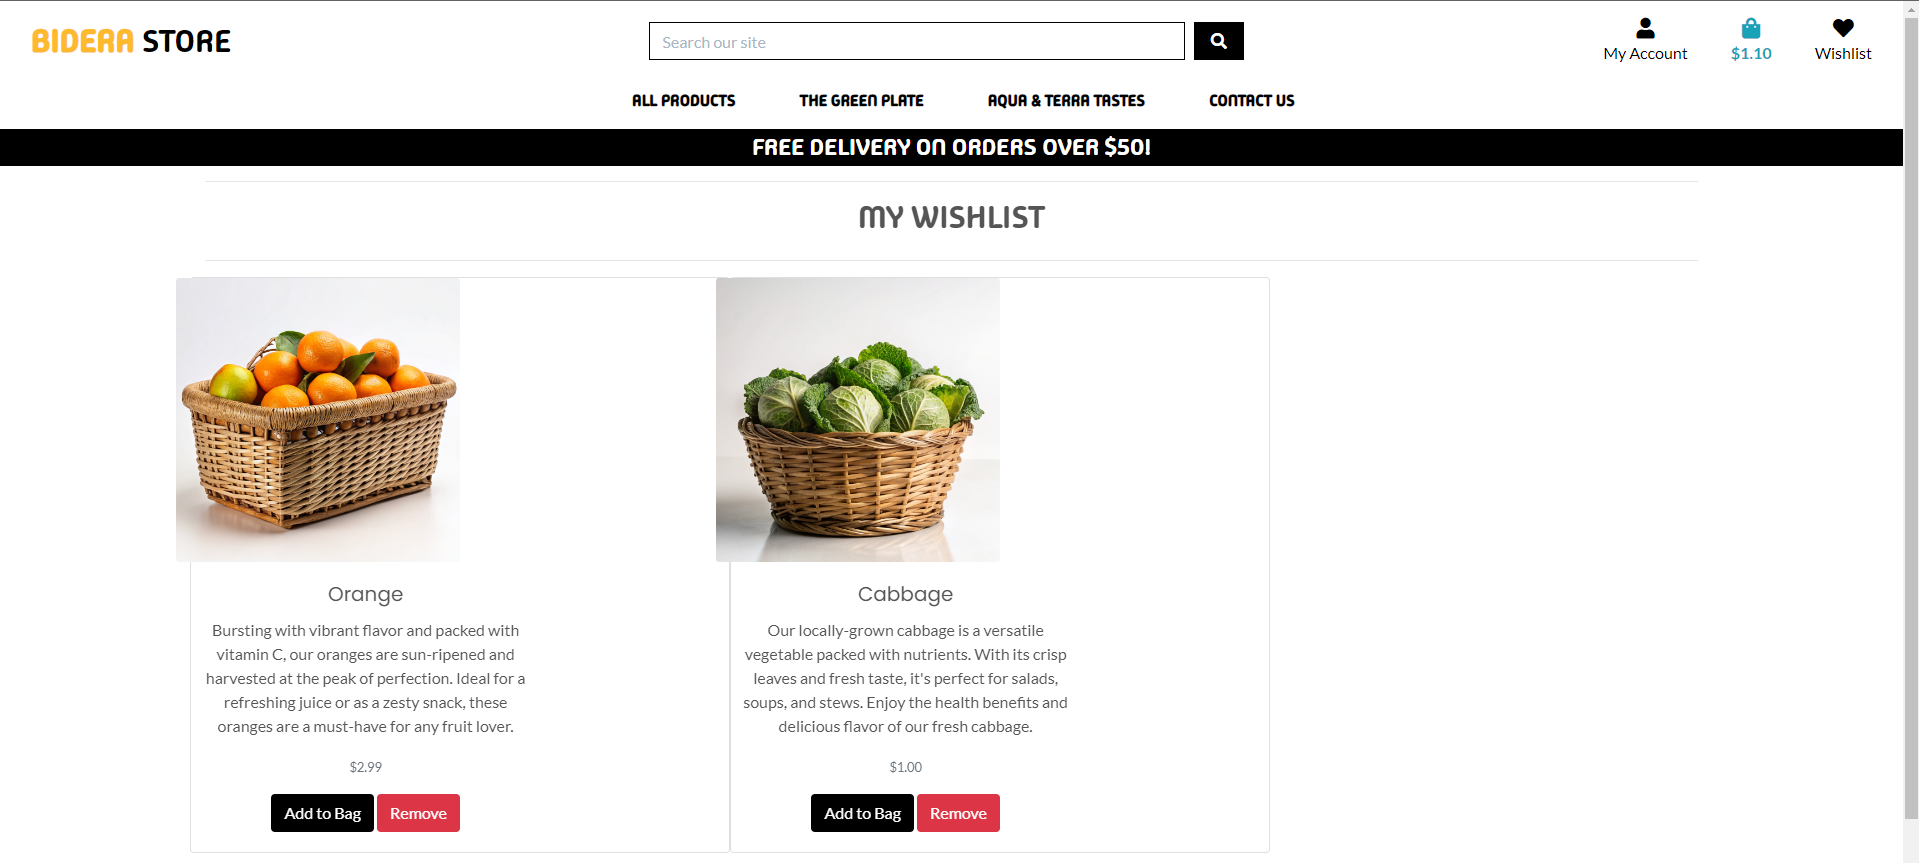 BIDERA STORE
Search our site
My Account
$1.10
Wishlist
ALL PRODUCTS
THE GREEN PLATE
AQUA & TERRA TASTES
CONTACT US
FREE DELIVERY ON ORDERS OVER $50!
MY WISHLIST
Orange
Bursting with vibrant flavor and packed with
vitamin C, our oranges are sun-ripened and
harvested at the peak of perfection. Ideal for a
refreshing juice or as a zesty snack, these
oranges are a must-have for any fruit lover.
$2.99
Add to Bag
Remove
Cabbage
Our locally-grown cabbage is a versatile
vegetable packed with nutrients. With its crisp
leaves and fresh taste, it's perfect for salads,
soups, and stews. Enjoy the health benefits and
delicious flavor of our fresh cabbage.
$1.00
Add to Bag
Remove